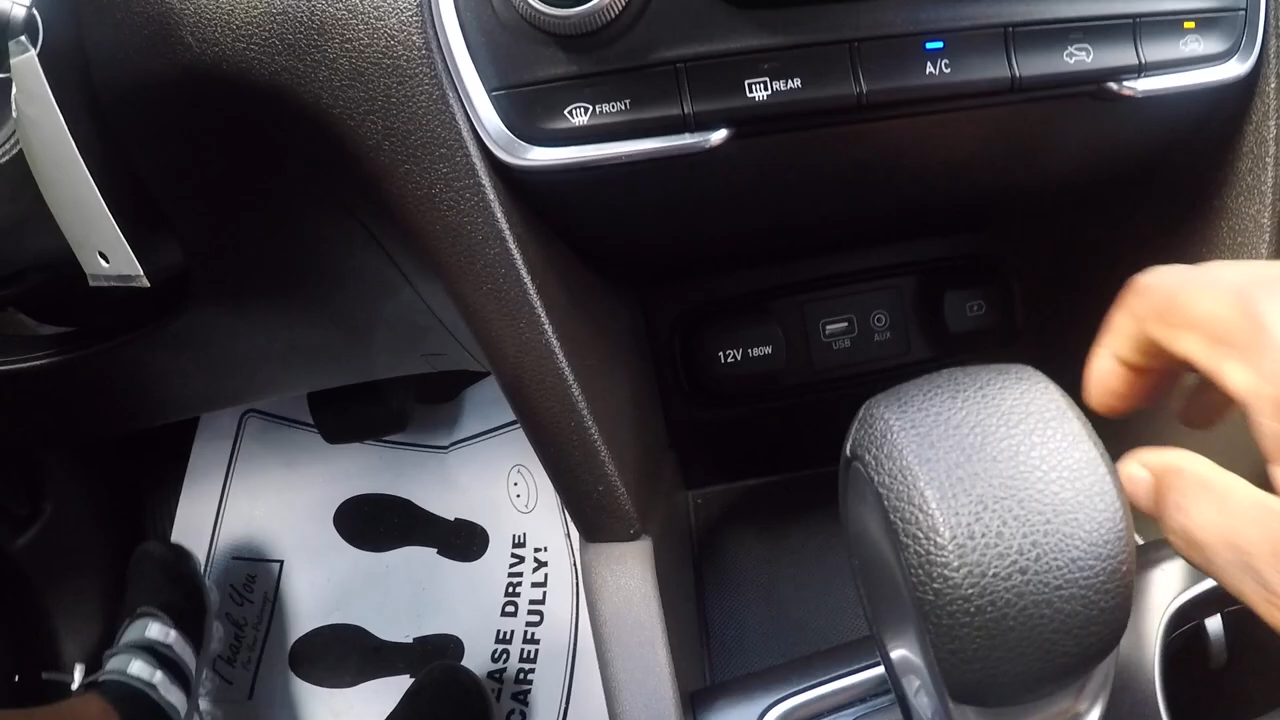 FRONT
REAR
A/C
12V 180W
USB
AUX
EASE DRIVE
CAREFULLY!
Thank You